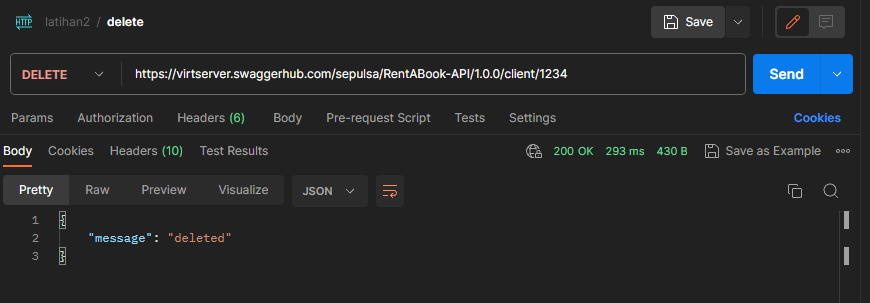 HTTP latihan2 / delete Save
DELETE https://virtserver.swaggerhub.com/sepulsa/RentABook-API/1.0.0/client/1234 Send
Params Authorization Headers (6) Body Pre-request Script Tests Settings Cookies
Body Cookies Headers (10) Test Results 200 OK 293 ms 430 B Save as Example
Pretty Raw Preview Visualize JSON
1 {
2 "message": "deleted"
3 }